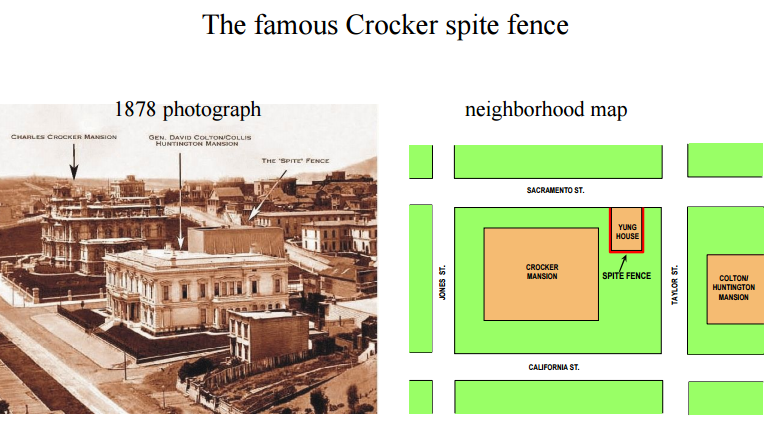 The famous Crocker spite fence
1878 photograph
neighborhood map
CHARLES CROCKER MANSION
GEN. DAVID COLTON/COLLIS
HUNTINGTON MANSION
THE 'SPITE' FENCE
SACRAMENTO ST.
YUNG
HOUSE
CROCKER
MANSION
SPITE FENCE
JONES ST.
TAYLOR ST.
COLTON/
HUNTINGTON
MANSION
CALIFORNIA ST.